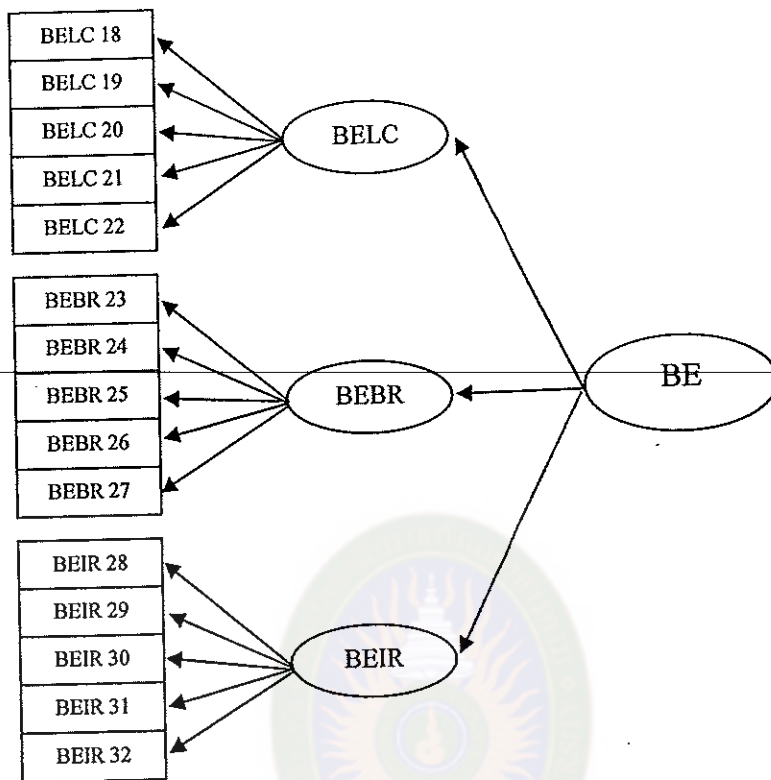 BELC 18
BELC 19
BELC 20
BELC 21
BELC 22
BELC
BEBR 23
BEBR 24
BEBR 25
BEBR 26
BEBR 27
BEBR
BE
BEIR 28
BEIR 29
BEIR 30
BEIR 31
BEIR 32
BEIR